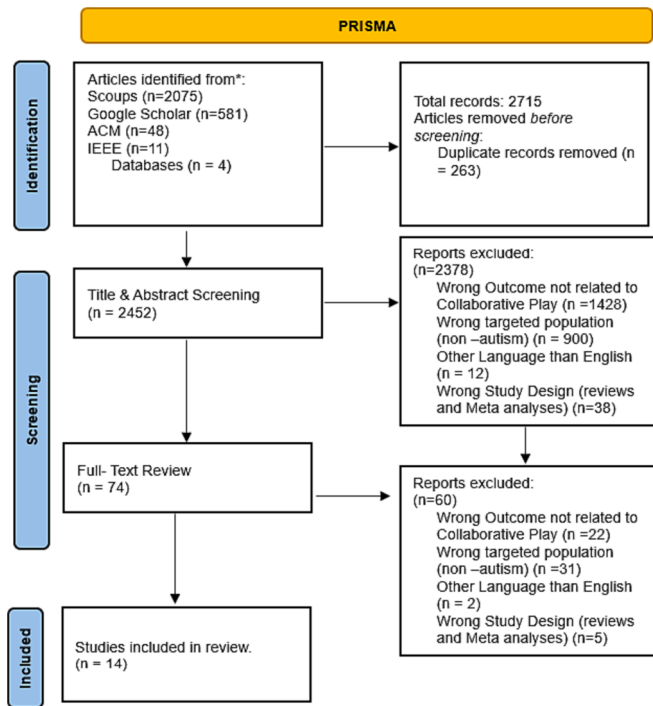 PRISMA
Identification
Articles identified from*:
Scoups (n=2075)
Google Scholar (n=581)
ACM (n=48)
IEEE (n=11)
Databases (n = 4)
Total records: 2715
Articles removed before
screening:
Duplicate records removed (n
= 263)
Screening
Title & Abstract Screening
(n = 2452)
Reports excluded:
(n=2378)
Wrong Outcome not related to
Collaborative Play (n =1428)
Wrong targeted population
(non –autism) (n = 900)
Other Language than English
(n = 12)
Wrong Study Design (reviews
and Meta analyses) (n=38)
Full- Text Review
(n = 74)
Reports excluded:
(n=60)
Wrong Outcome not related to
Collaborative Play (n =22)
Wrong targeted population
(non –autism) (n =31)
Other Language than English
(n = 2)
Wrong Study Design (reviews
and Meta analyses) (n=5)
Included
Studies included in review.
(n = 14)